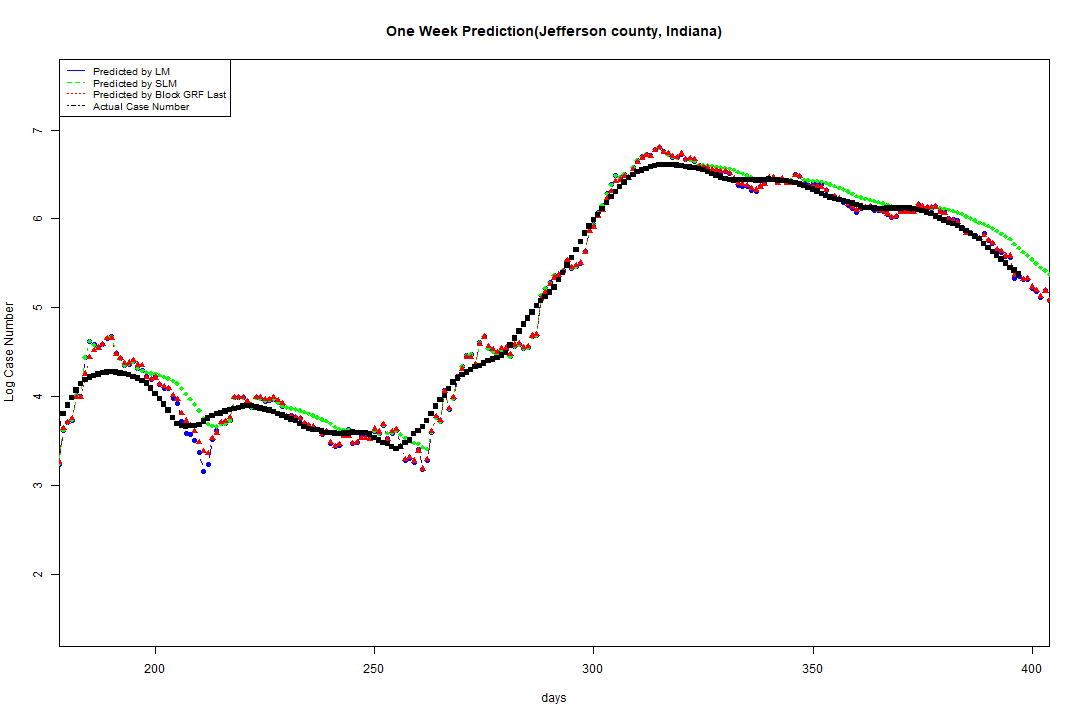 One Week Prediction(Jefferson county, Indiana)
Predicted by LM
Predicted by SLM
Predicted by Block GRF Last
Actual Case Number
7
6
5
4
3
2
Log Case Number
200 250 300 350 400
days